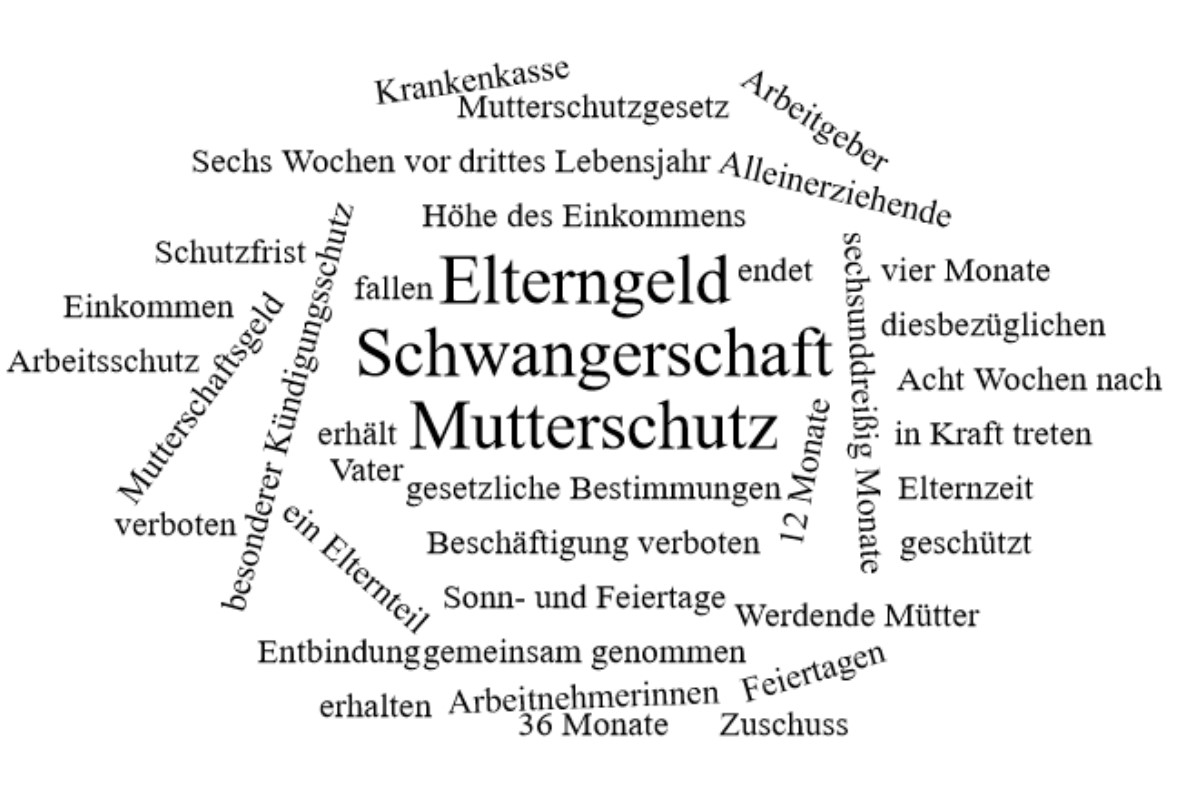 Krankenkasse
Mutterschutzgesetz
Arbeitgeber
Sechs Wochen vor drittes Lebensjahr
Alleinerziehende
Höhe des Einkommens
Schutzfrist
besonderer Kündigungsschutz
fallen
Elterngeld
endet
sechsunddreißig Monate
vier Monate
Einkommen
Mutterschaftsgeld
diesbezüglichen
Arbeitsschutz
Schwangerschaft
Acht Wochen nach
erhält
Mutterschutz
12 Monate
in Kraft treten
Vater
gesetzliche Bestimmungen
Elternzeit
verboten
ein Elternteil
Beschäftigung verboten
geschützt
Sonn- und Feiertage
Werdende Mütter
Entbindung
gemeinsam genommen
Feiertagen
erhalten
Arbeitnehmerinnen
36 Monate
Zuschuss